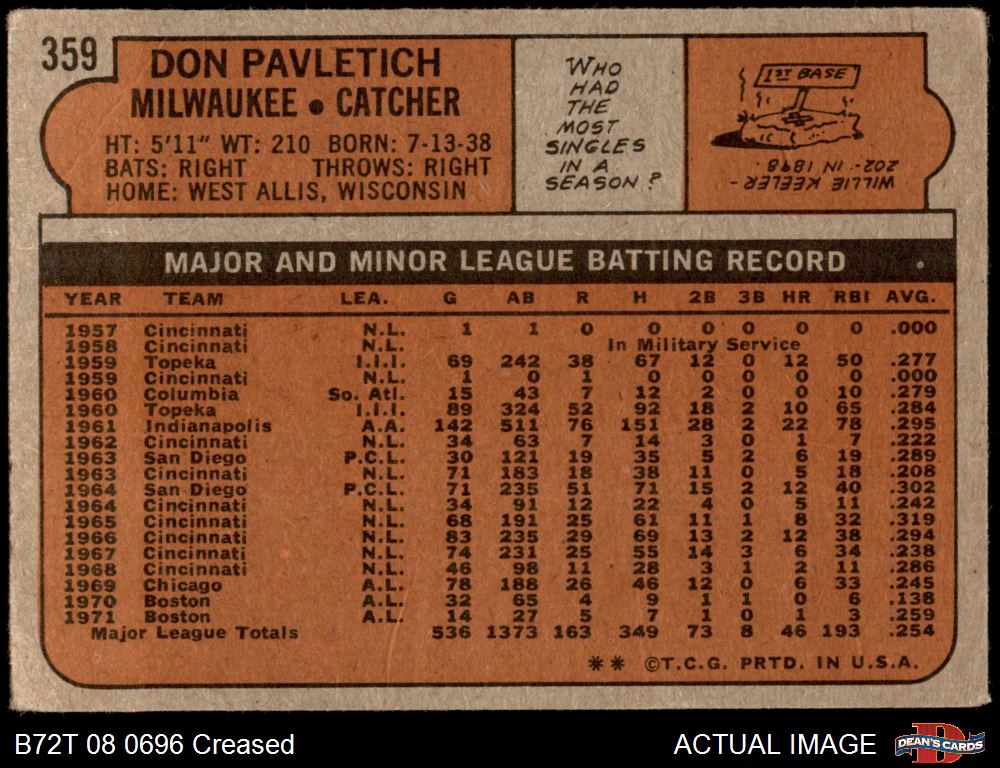 359
DON PAVLETICH
MILWAUKEE • CATCHER
HT: 5'11" WT: 210 BORN: 7-13-38
BATS: RIGHT THROWS: RIGHT
HOME: WEST ALLIS, WISCONSIN
WHO
HAD
THE
MOST
SINGLES
IN A
SEASON?
1ST BASE
WILLIE KEELER -
202 - IN 1898.
MAJOR AND MINOR LEAGUE BATTING RECORD
YEAR TEAM LEA. G AB R H 2B 3B HR RBI AVG.
1957 Cincinnati N.L. 1 1 0 0 0 0 0 0 .000
1958 Cincinnati N.L. In Military Service
1959 Topeka I.I.I. 69 242 38 67 12 0 12 50 .277
1959 Cincinnati N.L. 1 0 1 0 0 0 0 0 .000
1960 Columbia So. Atl. 15 43 7 12 2 0 0 10 .279
1960 Topeka I.I.I. 89 324 52 92 18 2 10 65 .284
1961 Indianapolis A.A. 142 511 76 151 28 2 22 78 .295
1962 Cincinnati N.L. 34 63 7 14 3 0 1 7 .222
1963 San Diego P.C.L. 30 121 19 35 5 2 6 19 .289
1963 Cincinnati N.L. 71 183 18 38 11 0 5 18 .208
1964 San Diego P.C.L. 71 235 51 71 15 2 12 40 .302
1964 Cincinnati N.L. 34 91 12 22 4 0 5 11 .242
1965 Cincinnati N.L. 68 191 25 61 11 1 8 32 .319
1966 Cincinnati N.L. 83 235 29 69 13 2 12 38 .294
1967 Cincinnati N.L. 74 231 25 55 14 3 6 34 .238
1968 Cincinnati N.L. 46 98 11 28 3 1 2 11 .286
1969 Chicago A.L. 78 188 26 46 12 0 6 33 .245
1970 Boston A.L. 32 65 4 9 1 1 0 6 .138
1971 Boston A.L. 14 27 5 7 1 0 1 3 .259
Major League Totals 536 1373 163 349 73 8 46 193 .254
** ©T.C.G. PRTD. IN U.S.A.
B72T 08 0696 Creased
ACTUAL IMAGE
DEAN'S CARDS